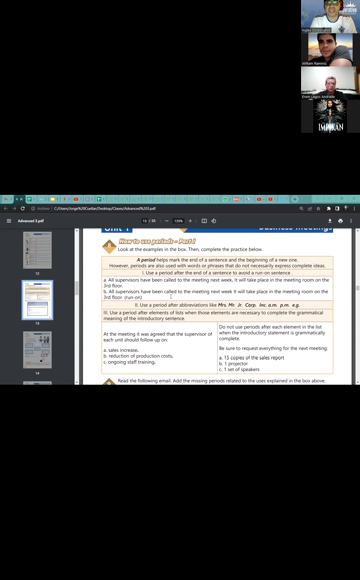 William Ramirez
Advanced 3.pdf
13 / 35
120%
12
13
14
Unit 1
Business Meetings
How to use periods – Part I
Look at the examples in the box. Then, complete the practice below.
A period helps mark the end of a sentence and the beginning of a new one.
However, periods are also used with words or phrases that do not necessarily express complete ideas.
I. Use a period after the end of a sentence to avoid a run-on sentence
a. All supervisors have been called to the meeting next week. It will take place in the meeting room on the
3rd floor.
b. All supervisors have been called to the meeting next week It will take place in the meeting room on the
3rd floor. (run-on)
II. Use a period after abbreviations like Mrs. Mr. Jr. Corp. Inc. a.m. p.m. e.g.
III. Use a period after elements of lists when those elements are necessary to complete the grammatical
meaning of the introductory sentence.
At the meeting it was agreed that the supervisor of
each unit should follow up on:
a. sales increase.
b. reduction of production costs.
c. ongoing staff training.
Do not use periods after each element in the list
when the introductory statement is grammatically
complete.
Be sure to request everything for the next meeting:
a. 15 copies of the sales report
b. 1 projector
c. 1 set of speakers
Read the following email. Add the missing periods related to the uses explained in the box above.